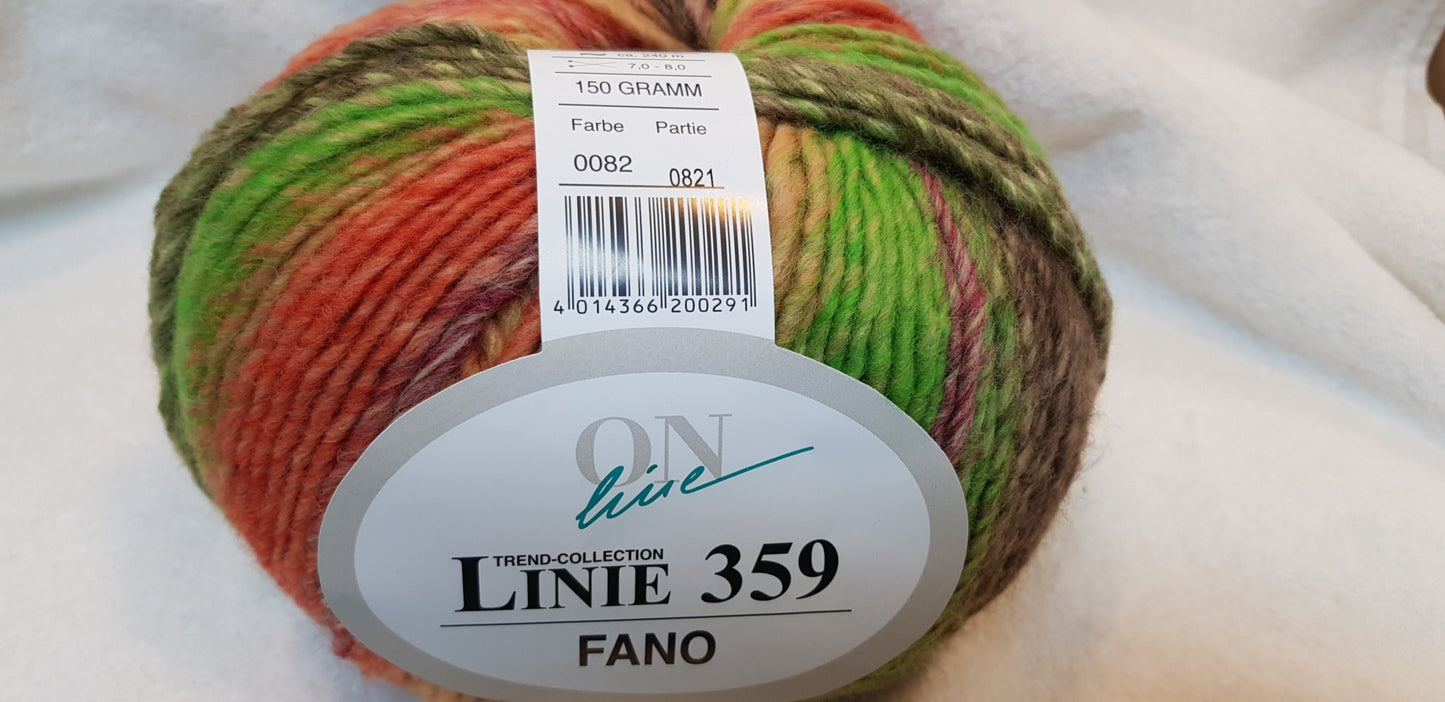 ca. 240 m
7,0 - 8,0
150 GRAMM
Farbe Partie
0082 0821
4 014366 200291
ON
line
TREND-COLLECTION
LINIE 359
FANO